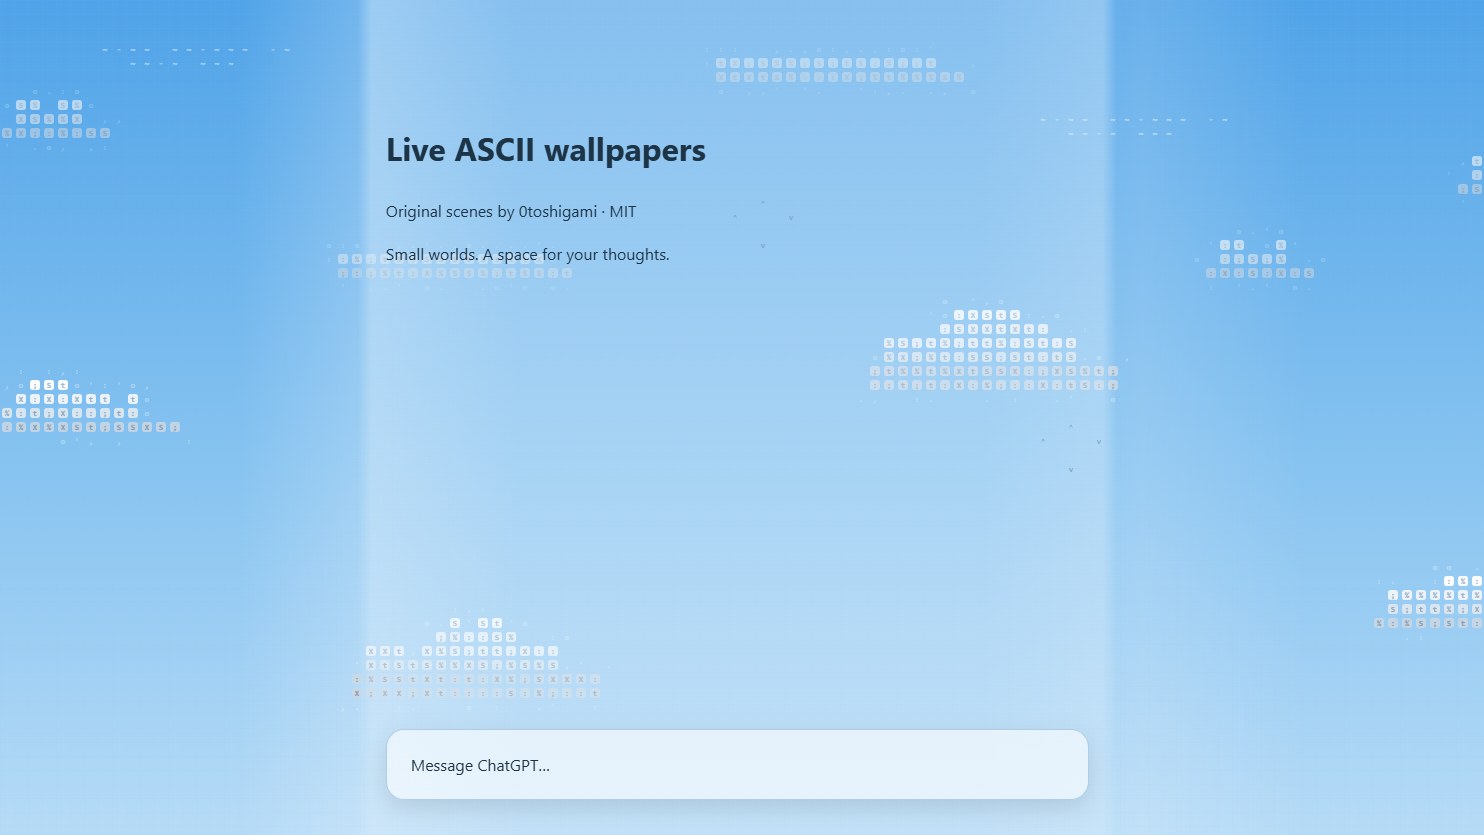 Live ASCII wallpapers
Original scenes by 0toshigami · MIT
Small worlds. A space for your thoughts.
Message ChatGPT...